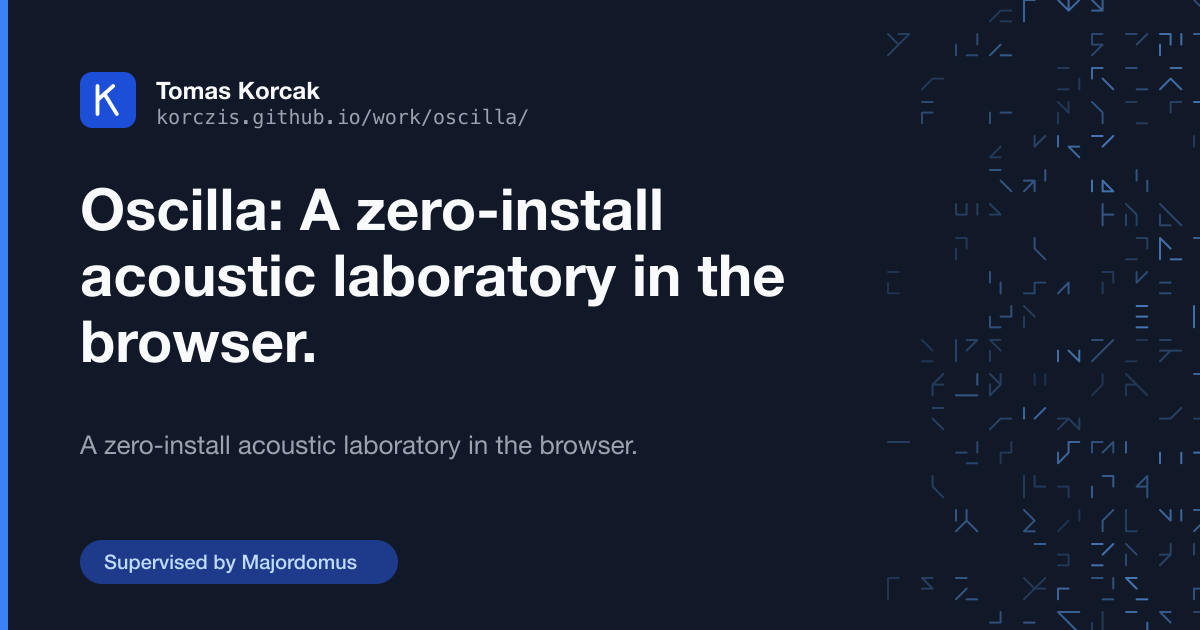 K
Tomas Korcak
korczis.github.io/work/oscilla/
Oscilla: A zero-install
acoustic laboratory in the
browser.
A zero-install acoustic laboratory in the browser.
Supervised by Majordomus